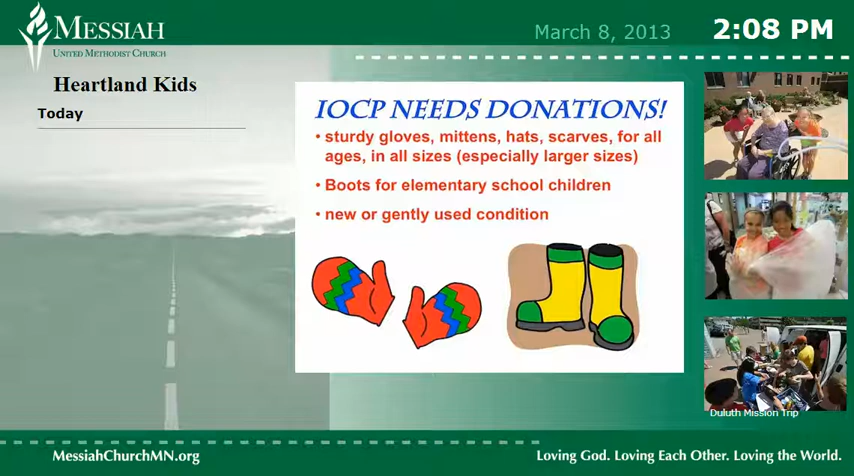 MESSIAH
UNITED METHODIST CHURCH
March 8, 2013
2:08 PM
Heartland Kids
Today
IOCP NEEDS DONATIONS!
• sturdy gloves, mittens, hats, scarves, for all
ages, in all sizes (especially larger sizes)
• Boots for elementary school children
• new or gently used condition
Duluth Mission Trip
MessiahChurchMN.org
Loving God. Loving Each Other. Loving the World.